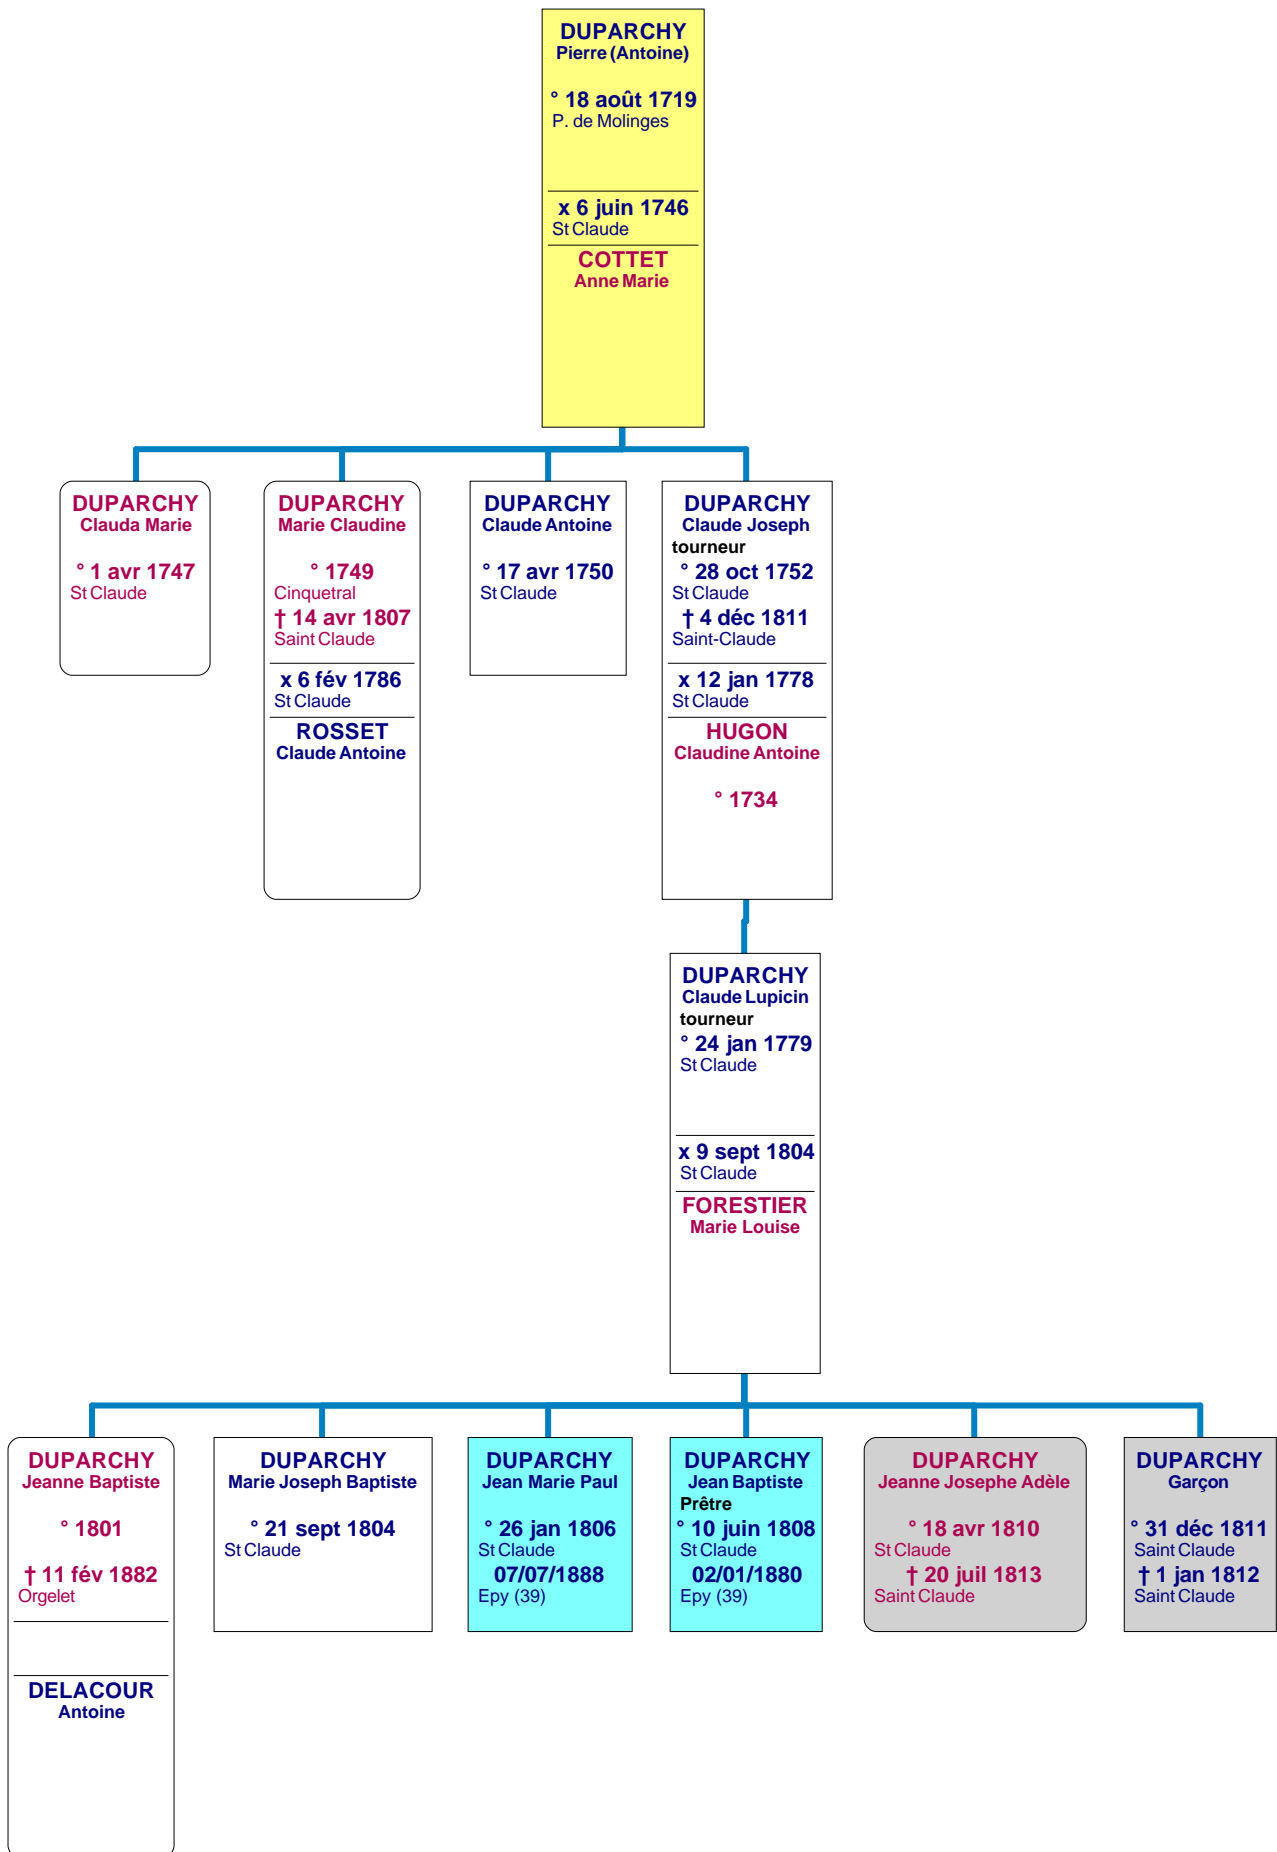 DUPARCHY
Pierre (Antoine)
° 18 août 1719
P. de Molinges
x 6 juin 1746
St Claude
COTTET
Anne Marie
DUPARCHY
Clauda Marie
° 1 avr 1747
St Claude
DUPARCHY
Marie Claudine
° 1749
Cinquetral
† 14 avr 1807
Saint Claude
x 6 fév 1786
St Claude
ROSSET
Claude Antoine
DUPARCHY
Claude Antoine
° 17 avr 1750
St Claude
DUPARCHY
Claude Joseph
tourneur
° 28 oct 1752
St Claude
† 4 déc 1811
Saint-Claude
x 12 jan 1778
St Claude
HUGON
Claudine Antoine
° 1734
DUPARCHY
Claude Lupicin
tourneur
° 24 jan 1779
St Claude
x 9 sept 1804
St Claude
FORESTIER
Marie Louise
DUPARCHY
Jeanne Baptiste
° 1801
† 11 fév 1882
Orgelet
DELACOUR
Antoine
DUPARCHY
Marie Joseph Baptiste
° 21 sept 1804
St Claude
DUPARCHY
Jean Marie Paul
° 26 jan 1806
St Claude
07/07/1888
Epy (39)
DUPARCHY
Jean Baptiste
Prêtre
° 10 juin 1808
St Claude
02/01/1880
Epy (39)
DUPARCHY
Jeanne Josephe Adèle
° 18 avr 1810
St Claude
† 20 juil 1813
Saint Claude
DUPARCHY
Garçon
° 31 déc 1811
Saint Claude
† 1 jan 1812
Saint Claude